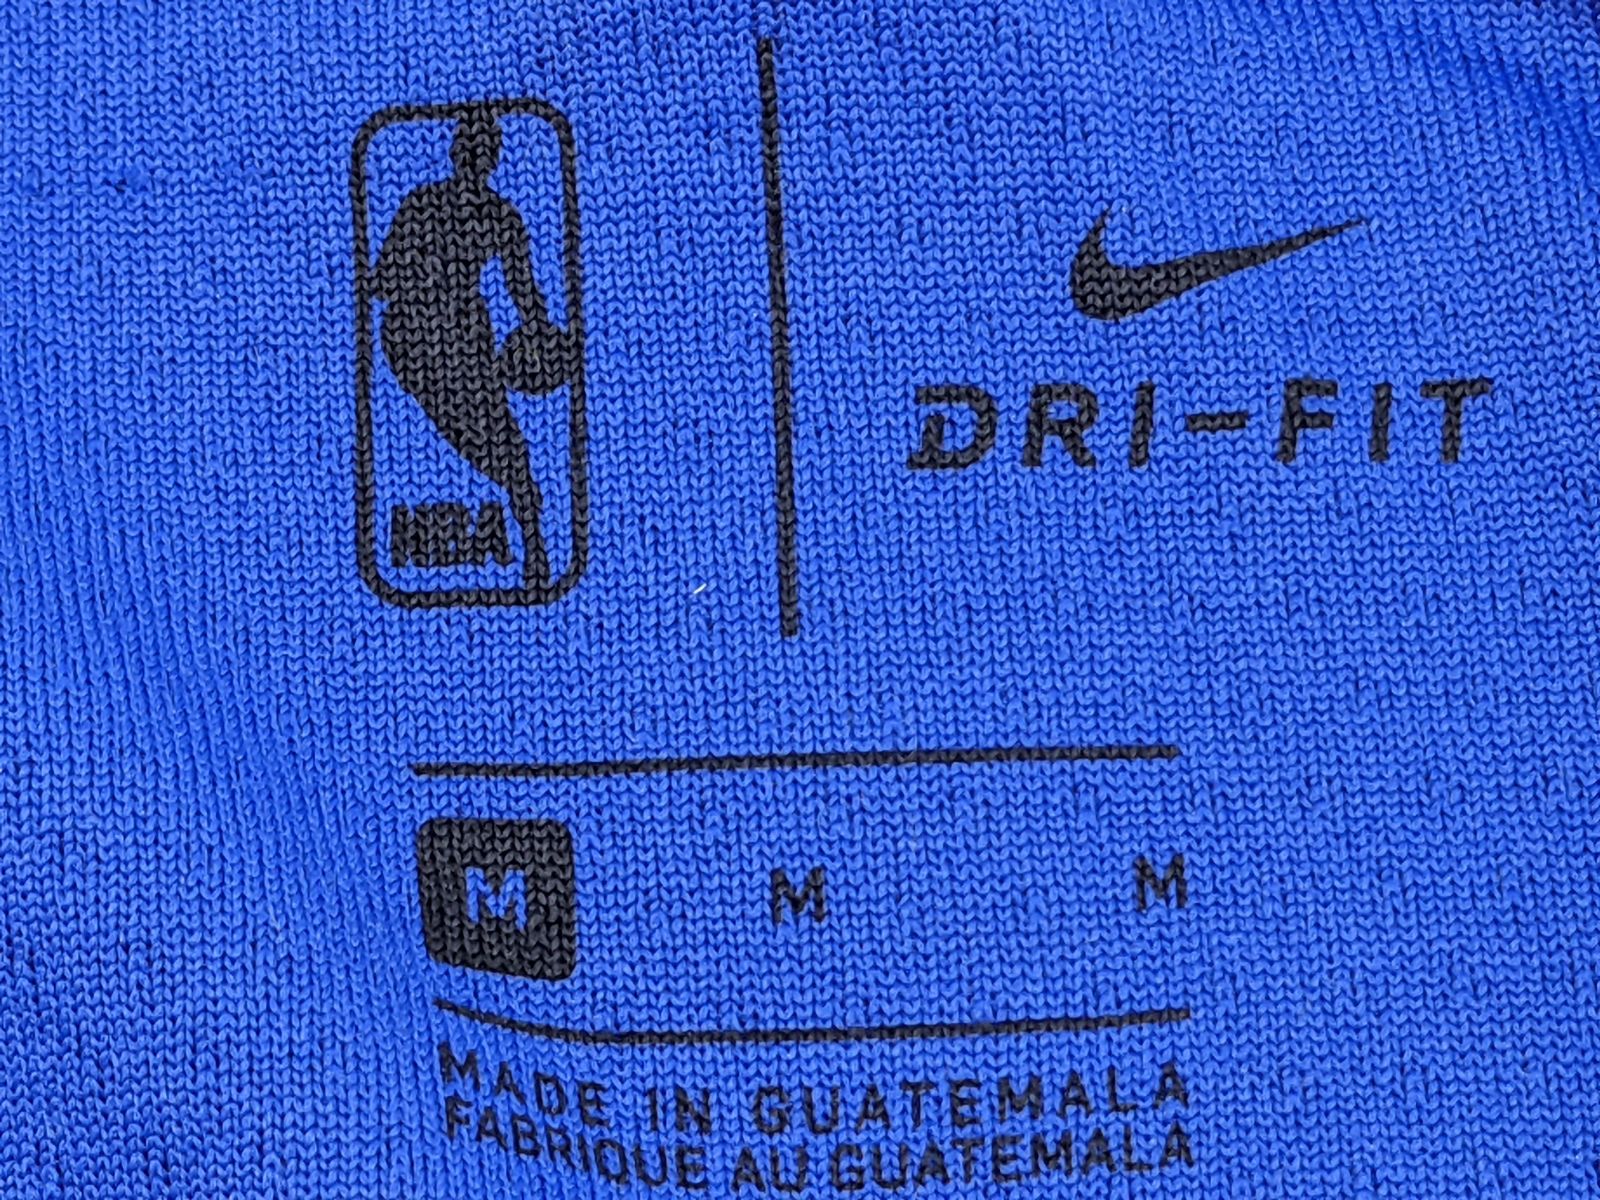 NBA
DRI-FIT
M M M
MADE IN GUATEMALA
FABRIQUE AU GUATEMALA